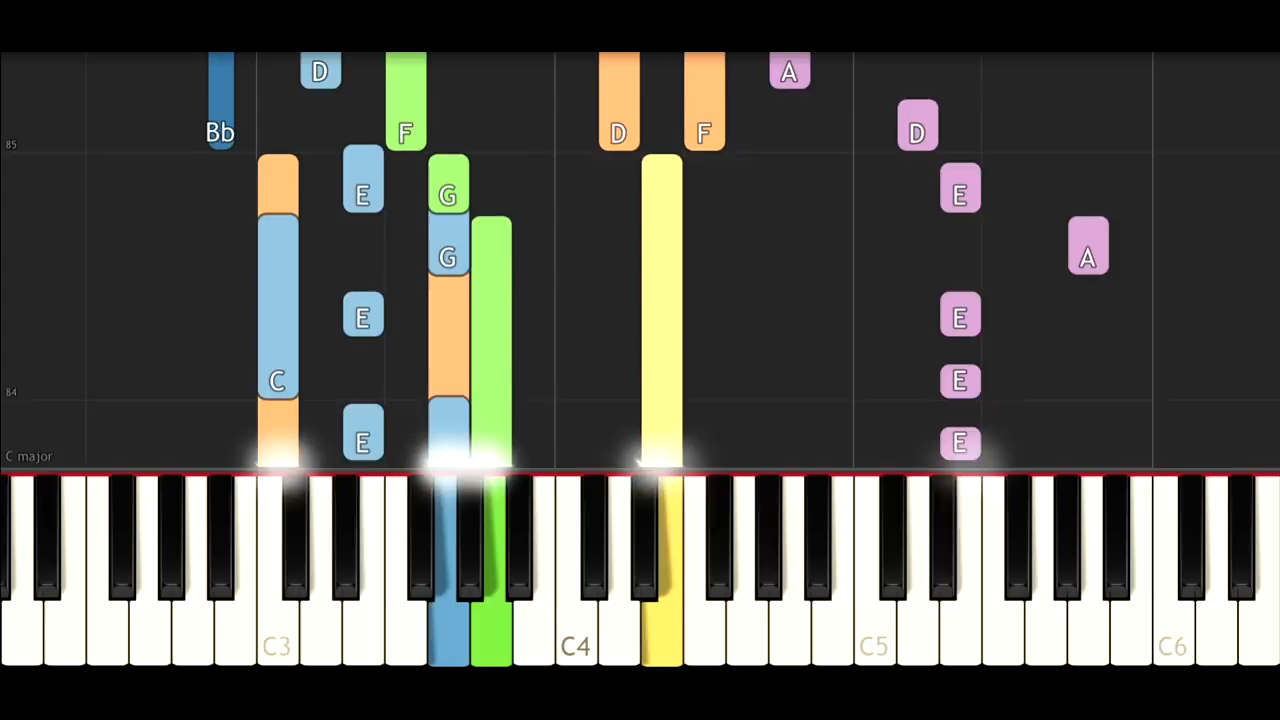 D A
Bb F D F D
85
E G E
G A
E E
C E
84
E E
C major
C3 C4 C5 C6